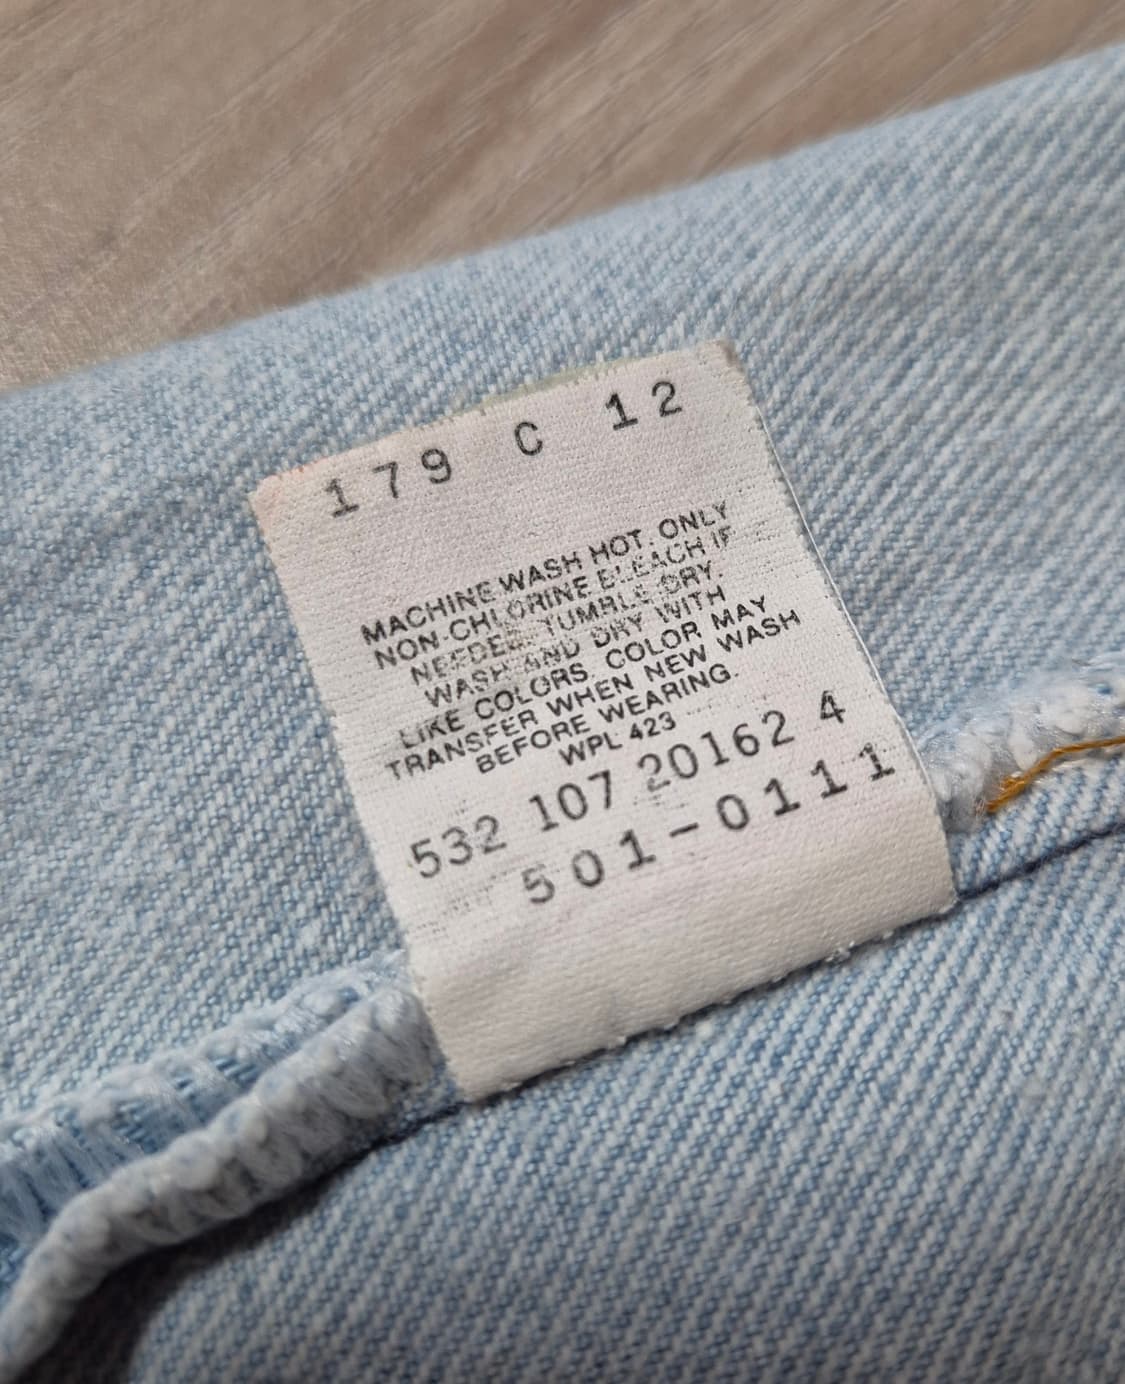 179 C 12
MACHINE WASH HOT. ONLY
NON-CHLORINE BLEACH IF
NEEDED. TUMBLE DRY.
WASH AND DRY WITH
LIKE COLORS. COLOR MAY
TRANSFER WHEN NEW WASH
BEFORE WEARING.
WPL 423
532 107 20162 4
501-0111